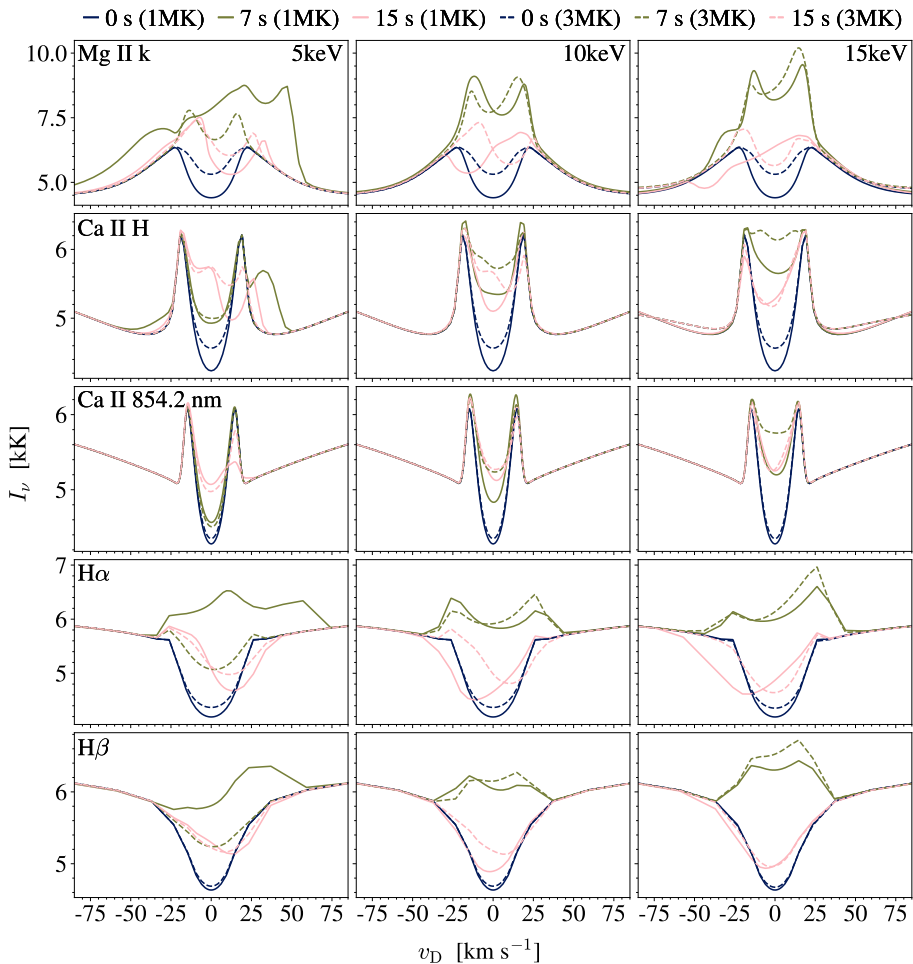 0 s (1MK) 7 s (1MK) 15 s (1MK) 0 s (3MK) 7 s (3MK) 15 s (3MK)
Mg II k 5keV 10keV 15keV
10.0
7.5
5.0
Ca II H
6
5
Ca II 854.2 nm
6
5
Hα
7
6
5
Hβ
6
5
I_ν [kK]
-75 -50 -25 0 25 50 75 -75 -50 -25 0 25 50 75 -75 -50 -25 0 25 50 75
v_D [km s⁻¹]